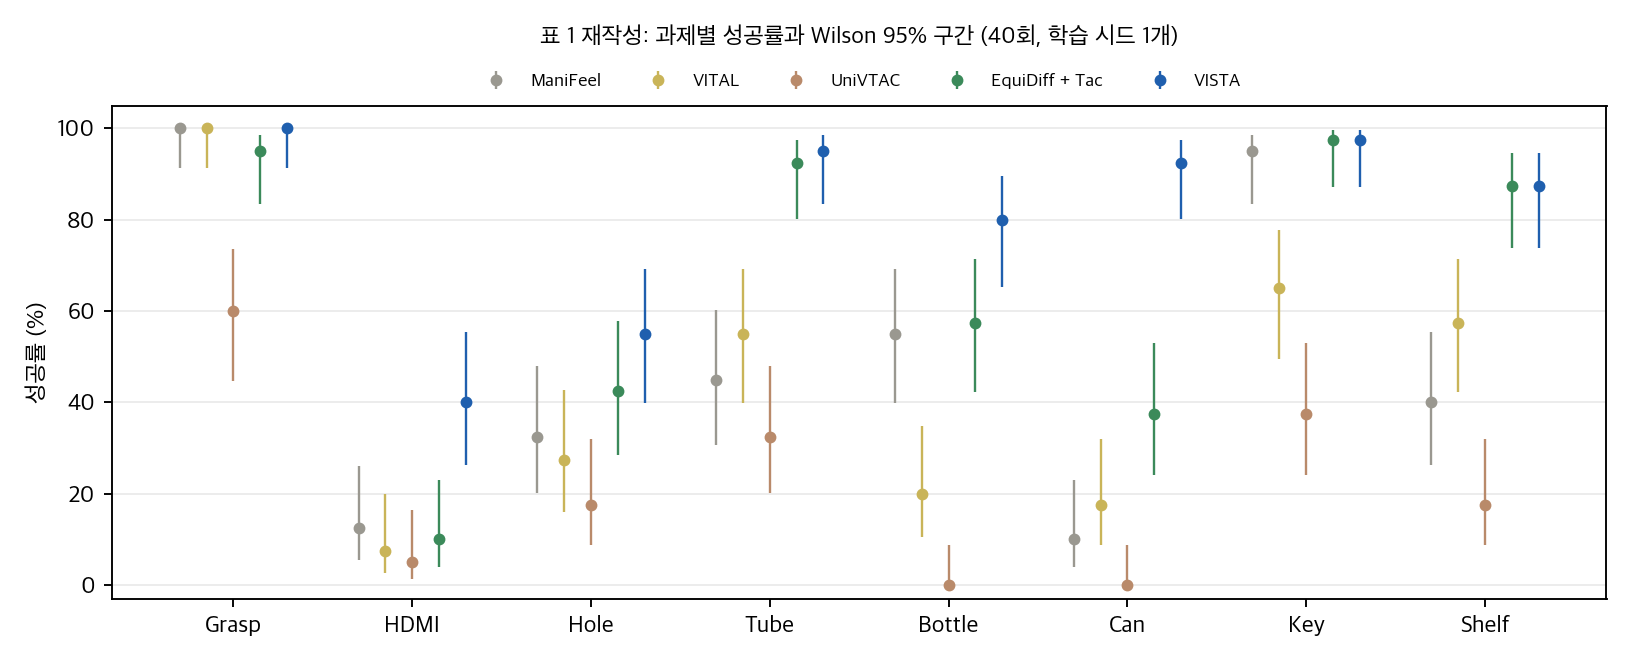 표 1 재작성: 과제별 성공률과 Wilson 95% 구간 (40회, 학습 시드 1개)
ManiFeel VITAL UniVTAC EquiDiff + Tac VISTA
성공률 (%)
100
80
60
40
20
0
Grasp HDMI Hole Tube Bottle Can Key Shelf